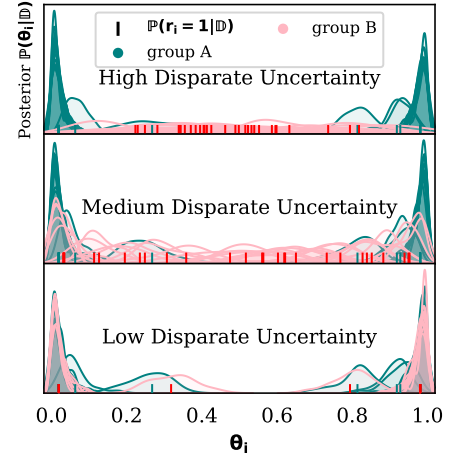 Posterior ℙ(θᵢ|𝔻)
ℙ(rᵢ = 1|𝔻)
group A
group B
High Disparate Uncertainty
Medium Disparate Uncertainty
Low Disparate Uncertainty
0.0 0.2 0.4 0.6 0.8 1.0
θᵢ